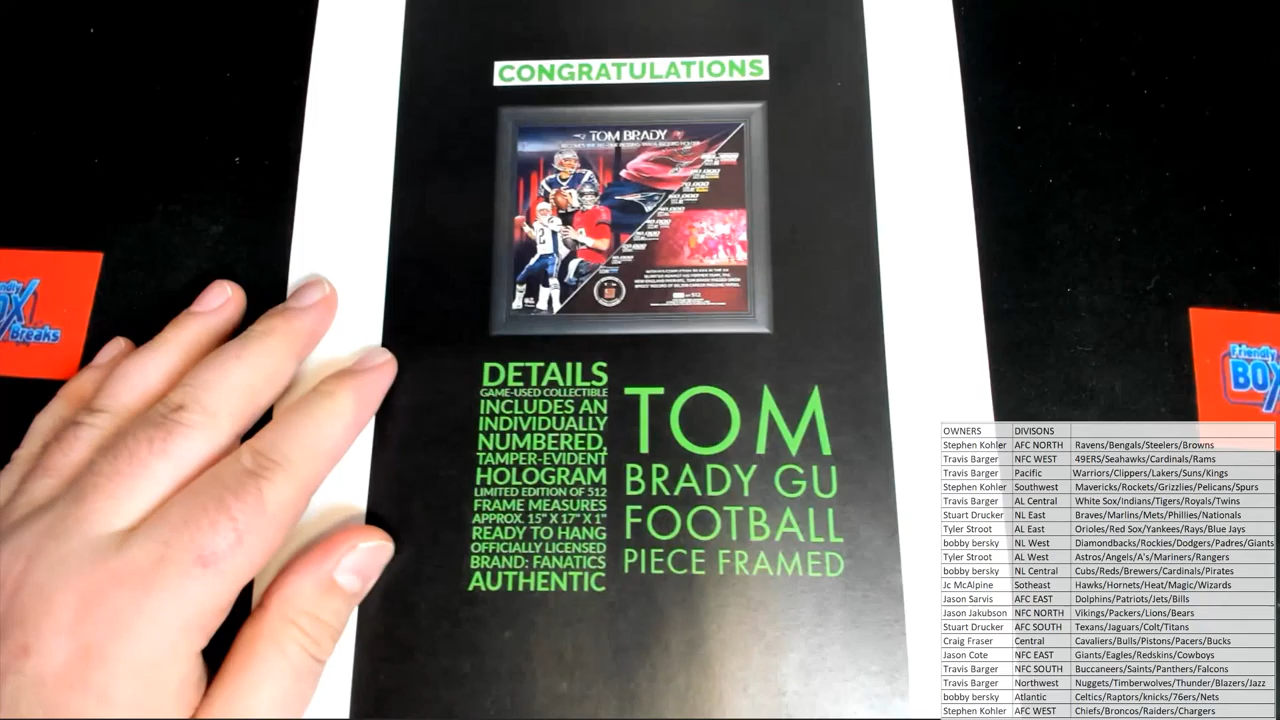 CONGRATULATIONS
TOM BRADY
DETAILS
GAME-USED COLLECTIBLE
INCLUDES AN
INDIVIDUALLY
NUMBERED,
TAMPER-EVIDENT
HOLOGRAM
LIMITED EDITION OF 512
FRAME MEASURES
APPROX. 15" X 17" X 1"
READY TO HANG
OFFICIALLY LICENSED
BRAND: FANATICS
AUTHENTIC
TOM
BRADY GU
FOOTBALL
PIECE FRAMED
Breaks
Friendly
BOX
OWNERS DIVISONS
Stephen Kohler AFC NORTH Ravens/Bengals/Steelers/Browns
Travis Barger NFC WEST 49ERS/Seahawks/Cardinals/Rams
Travis Barger Pacific Warriors/Clippers/Lakers/Suns/Kings
Stephen Kohler Southwest Mavericks/Rockets/Grizzlies/Pelicans/Spurs
Travis Barger AL Central White Sox/Indians/Tigers/Royals/Twins
Stuart Drucker NL East Braves/Marlins/Mets/Phillies/Nationals
Tyler Stroot AL East Orioles/Red Sox/Yankees/Rays/Blue Jays
bobby bersky NL West Diamondbacks/Rockies/Dodgers/Padres/Giants
Tyler Stroot AL West Astros/Angels/A's/Mariners/Rangers
bobby bersky NL Central Cubs/Reds/Brewers/Cardinals/Pirates
Jc McAlpine Sotheast Hawks/Hornets/Heat/Magic/Wizards
Jason Sarvis AFC EAST Dolphins/Patriots/Jets/Bills
Jason Jakubson NFC NORTH Vikings/Packers/Lions/Bears
Stuart Drucker AFC SOUTH Texans/Jaguars/Colt/Titans
Craig Fraser Central Cavaliers/Bulls/Pistons/Pacers/Bucks
Jason Cote NFC EAST Giants/Eagles/Redskins/Cowboys
Travis Barger NFC SOUTH Buccaneers/Saints/Panthers/Falcons
Travis Barger Northwest Nuggets/Timberwolves/Thunder/Blazers/Jazz
bobby bersky Atlantic Celtics/Raptors/knicks/76ers/Nets
Stephen Kohler AFC WEST Chiefs/Broncos/Raiders/Chargers